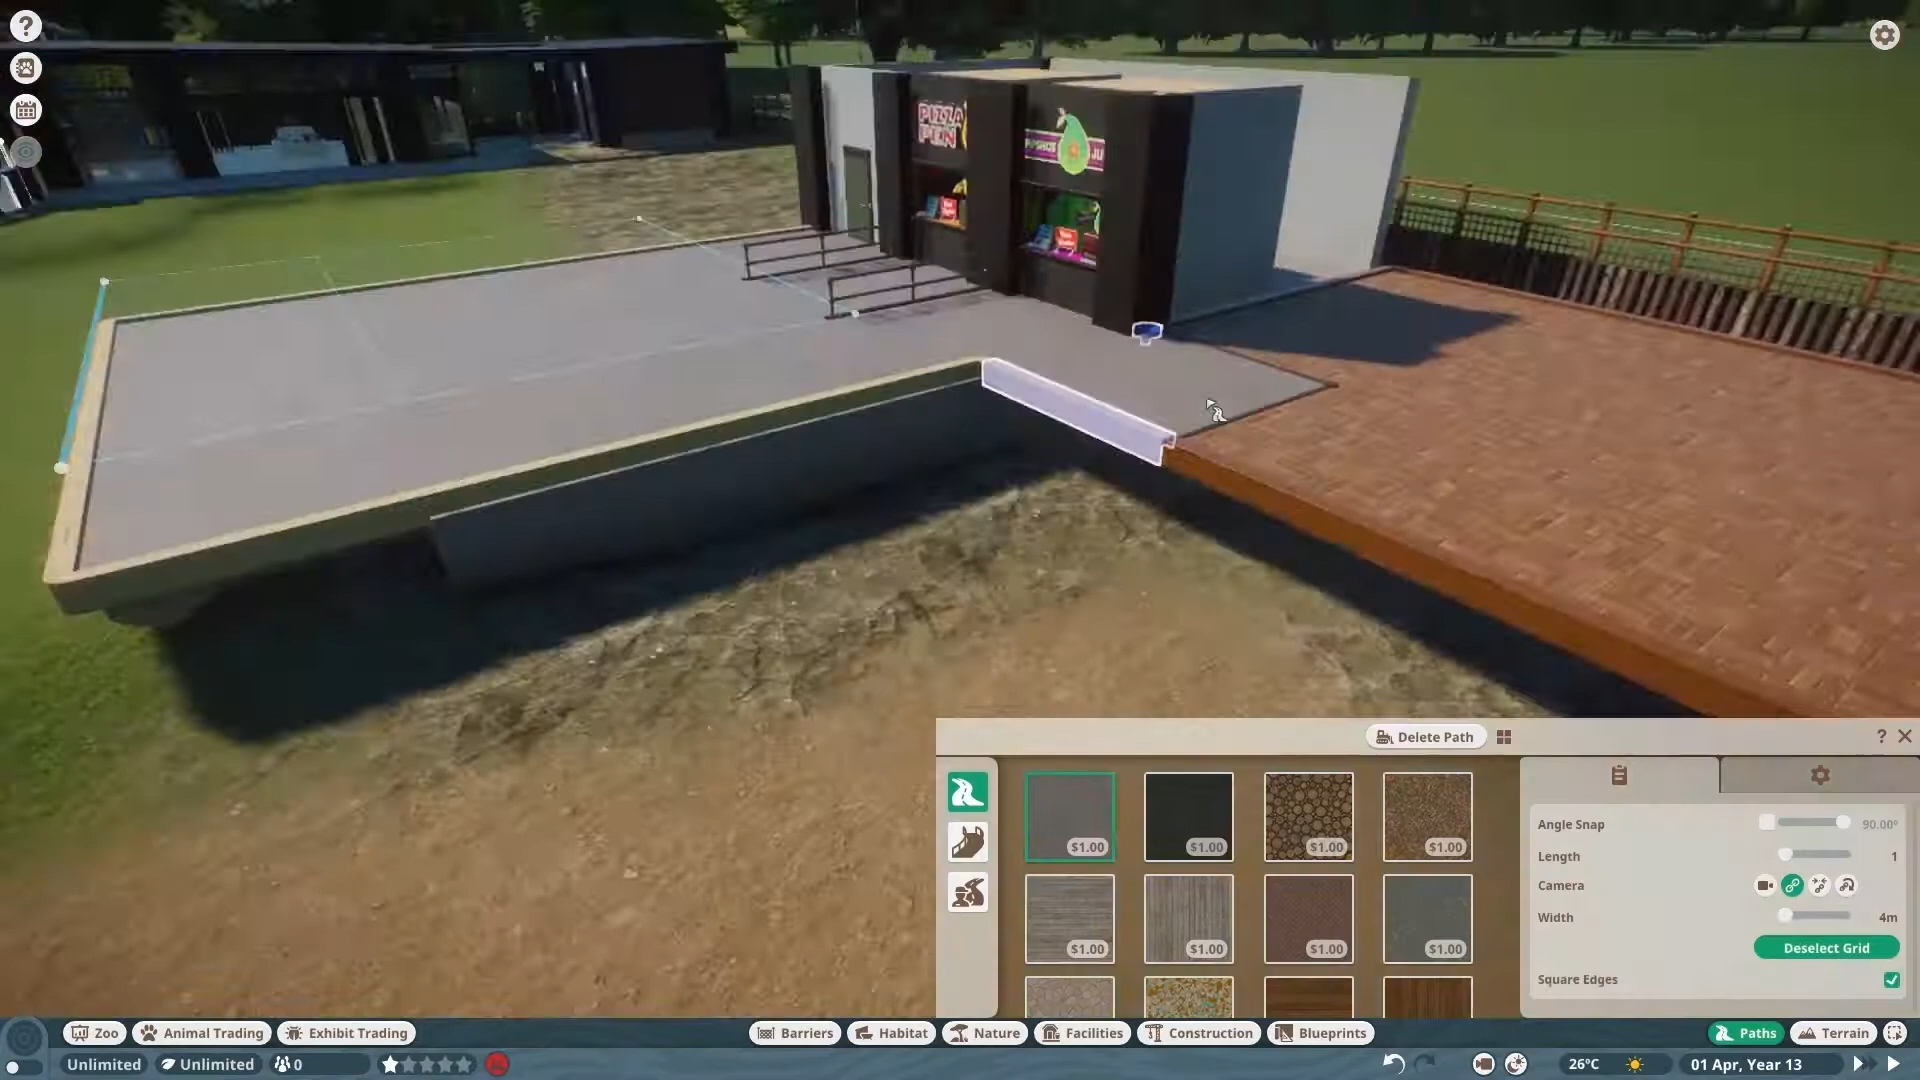 ?
PIZZA
PEN
JU
Delete Path
?
$1.00 $1.00 $1.00 $1.00
$1.00 $1.00 $1.00 $1.00
Angle Snap 90.00°
Length 1
Camera
Width 4m
Deselect Grid
Square Edges
Zoo Animal Trading Exhibit Trading Barriers Habitat Nature Facilities Construction Blueprints Paths Terrain
Unlimited Unlimited 0 26°C 01 Apr, Year 13